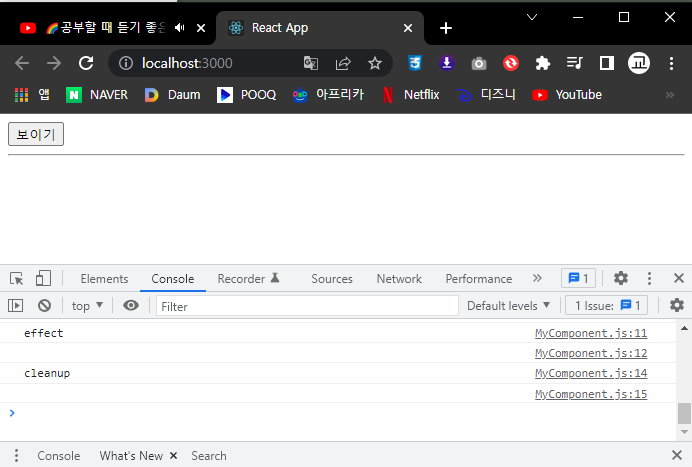 🌈공부할 때 듣기 좋은
React App
localhost:3000
앱 NAVER Daum POOQ 아프리카 Netflix 디즈니 YouTube »
보이기
Elements Console Recorder Sources Network Performance » 1
top ▼ Filter Default levels ▼ 1 Issue: 1
effect MyComponent.js:11
MyComponent.js:12
cleanup MyComponent.js:14
MyComponent.js:15
>
Console What's New × Search